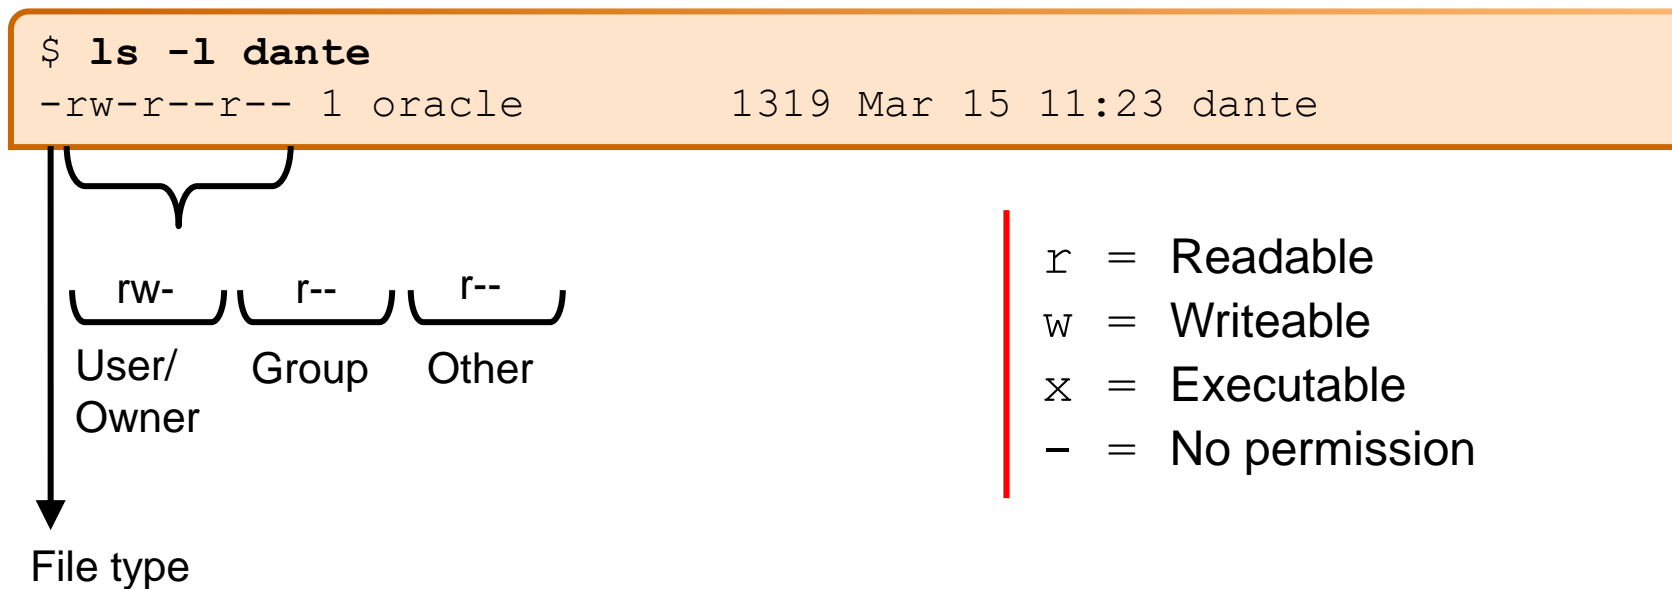 $ ls -l dante
-rw-r--r-- 1 oracle 1319 Mar 15 11:23 dante
rw- r-- r--
User/ Group Other
Owner
File type
r = Readable
w = Writeable
x = Executable
- = No permission